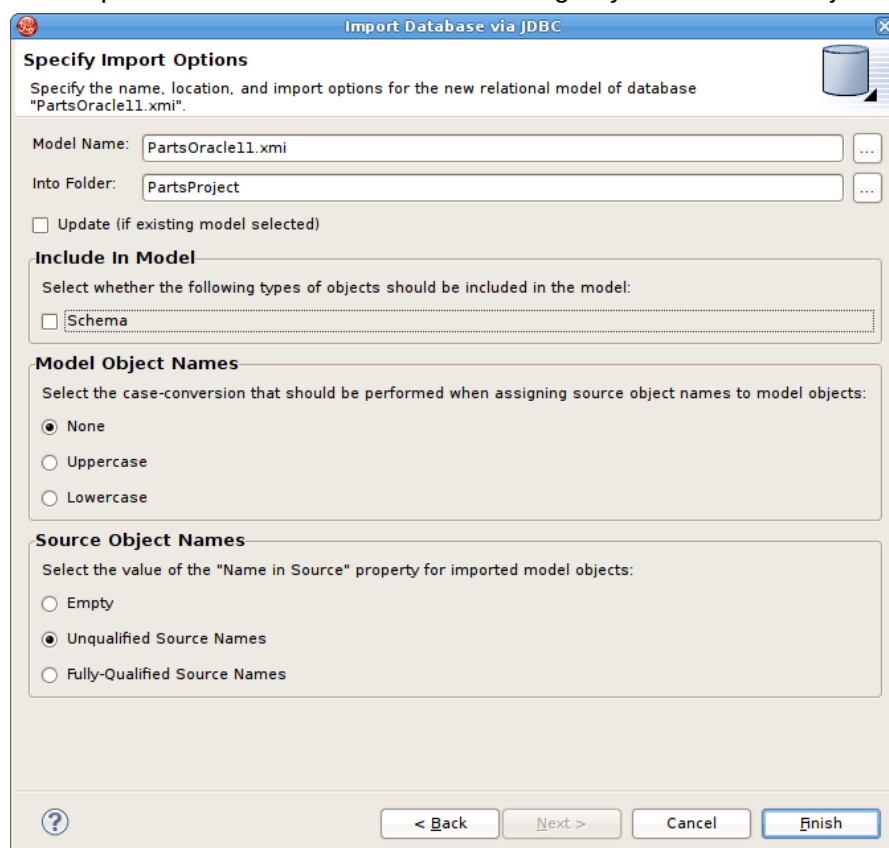 Import Database via JDBC
Specify Import Options
Specify the name, location, and import options for the new relational model of database
"PartsOracle11.xmi".
Model Name: PartsOracle11.xmi ...
Into Folder: PartsProject ...
Update (if existing model selected)
Include In Model
Select whether the following types of objects should be included in the model:
Schema
Model Object Names
Select the case-conversion that should be performed when assigning source object names to model objects:
None
Uppercase
Lowercase
Source Object Names
Select the value of the "Name in Source" property for imported model objects:
Empty
Unqualified Source Names
Fully-Qualified Source Names
? < Back Next > Cancel Finish